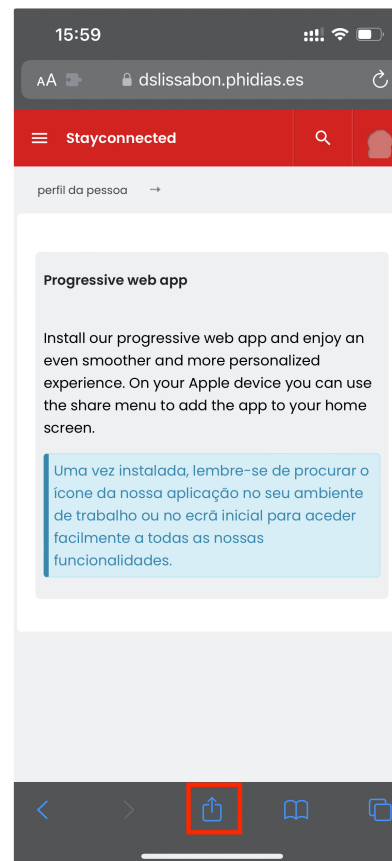 15:59
AA dslissabon.phidias.es
Stayconnected
perfil da pessoa →
Progressive web app
Install our progressive web app and enjoy an
even smoother and more personalized
experience. On your Apple device you can use
the share menu to add the app to your home
screen.
Uma vez instalada, lembre-se de procurar o
ícone da nossa aplicação no seu ambiente
de trabalho ou no ecrã inicial para aceder
facilmente a todas as nossas
funcionalidades.